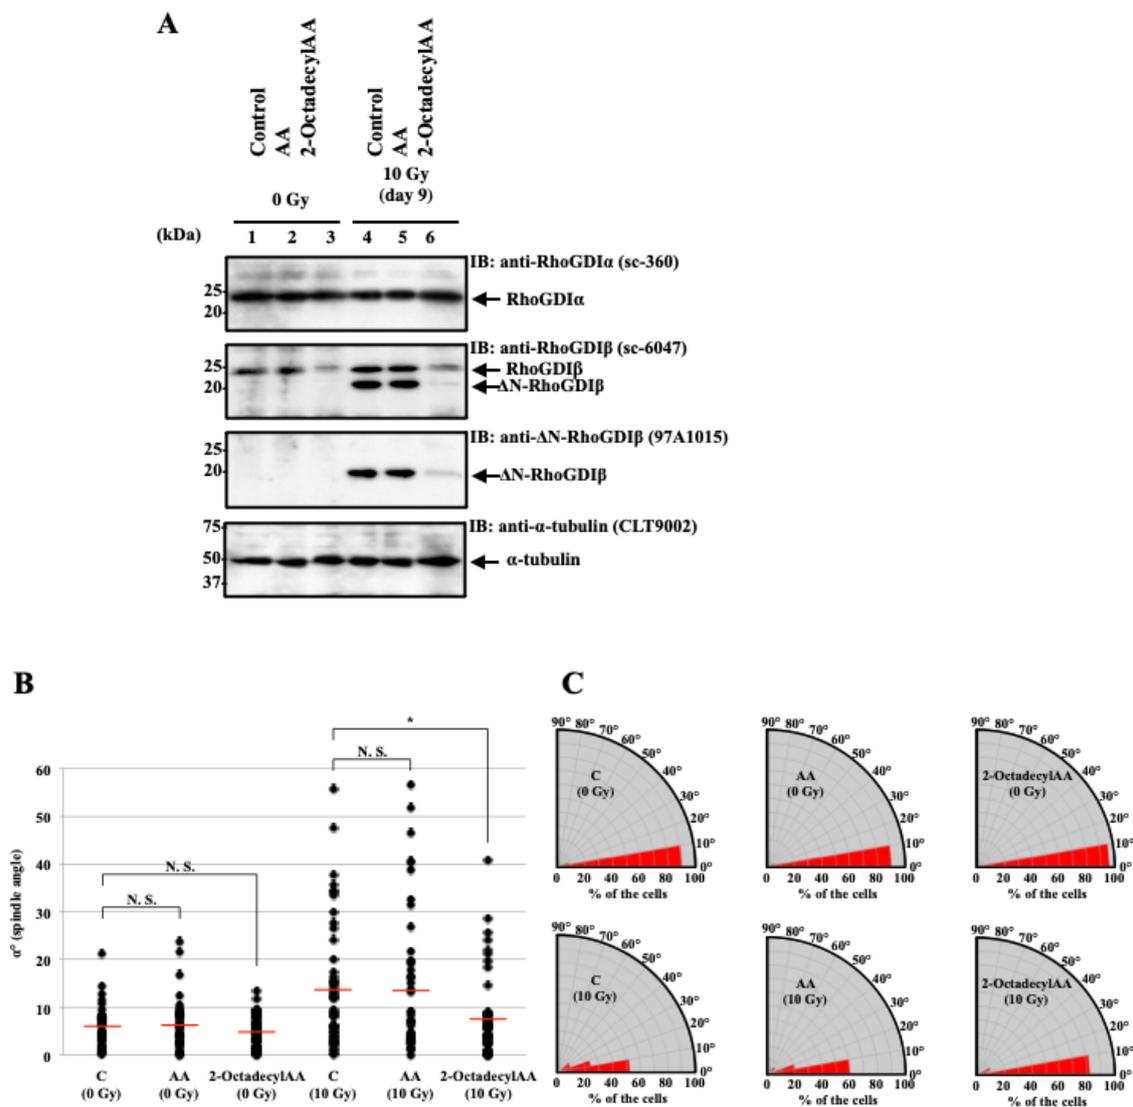 A
Control
AA
2-OctadecylAA
Control
AA
2-OctadecylAA
0 Gy
10 Gy
(day 9)
(kDa)
1 2 3 4 5 6
IB: anti-RhoGDIα (sc-360)
25
20
RhoGDIα
IB: anti-RhoGDIβ (sc-6047)
25
20
RhoGDIβ
ΔN-RhoGDIβ
IB: anti-ΔN-RhoGDIβ (97A1015)
25
20
ΔN-RhoGDIβ
IB: anti-α-tubulin (CLT9002)
75
50
37
α-tubulin
B
α° (spindle angle)
60
50
40
30
20
10
0
N. S.
N. S.
N. S.
*
C
(0 Gy)
AA
(0 Gy)
2-OctadecylAA
(0 Gy)
C
(10 Gy)
AA
(10 Gy)
2-OctadecylAA
(10 Gy)
C
90° 80° 70° 60° 50° 40° 30° 20° 10° 0°
C
(0 Gy)
0 20 40 60 80 100
% of the cells
90° 80° 70° 60° 50° 40° 30° 20° 10° 0°
AA
(0 Gy)
0 20 40 60 80 100
% of the cells
90° 80° 70° 60° 50° 40° 30° 20° 10° 0°
2-OctadecylAA
(0 Gy)
0 20 40 60 80 100
% of the cells
90° 80° 70° 60° 50° 40° 30° 20° 10° 0°
C
(10 Gy)
0 20 40 60 80 100
% of the cells
90° 80° 70° 60° 50° 40° 30° 20° 10° 0°
AA
(10 Gy)
0 20 40 60 80 100
% of the cells
90° 80° 70° 60° 50° 40° 30° 20° 10° 0°
2-OctadecylAA
(10 Gy)
0 20 40 60 80 100
% of the cells